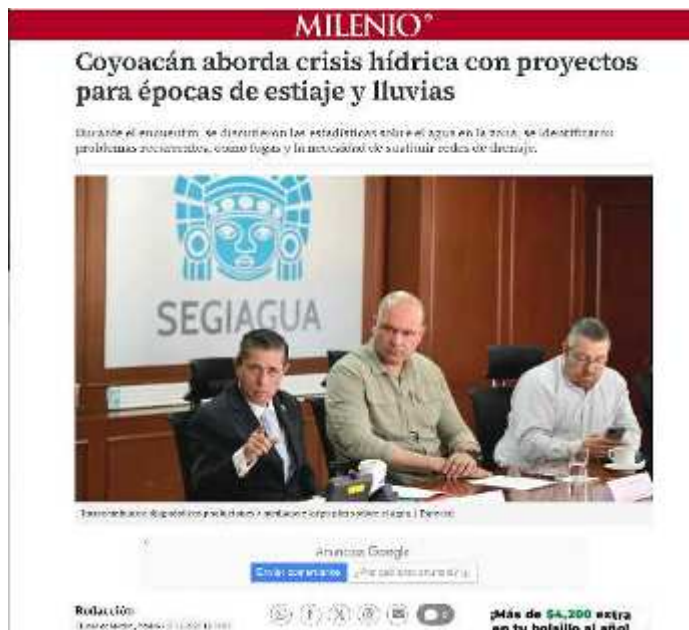 MILENIO®
Coyoacán aborda crisis hídrica con proyectos
para épocas de estiaje y lluvias
Durante el encuentro, se discutieron las estadísticas sobre el agua en la zona, se identificaron
problemas recurrentes, como fugas y la necesidad de sustituir redes de drenaje.
SEGIAGUA
Anuncios Google
Enviar comentarios
Redacción
¡Más de $4,200 extra
en tu bolsillo al año!